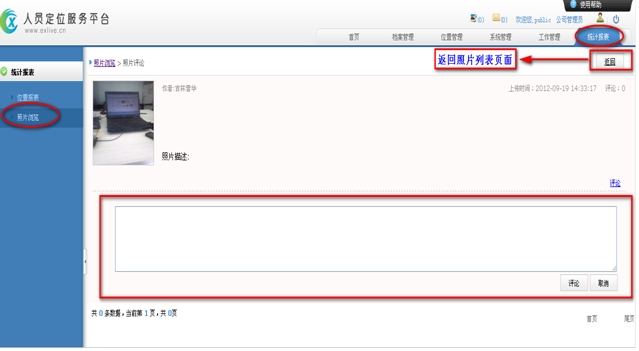 使用帮助
人员定位服务平台
www.exlive.cn
(0) (0) 欢迎您,public 公司管理员
首页 档案管理 位置管理 系统管理 工作管理 统计报表
统计报表
位置报表
照片浏览
照片浏览 > 照片评论
返回照片列表页面
返回
上传时间:2012-09-19 14:33:17 评论:0
照片描述:
评论
评论 取消
共 0 条数据,当前第 1 页,共 0页
首页 尾页